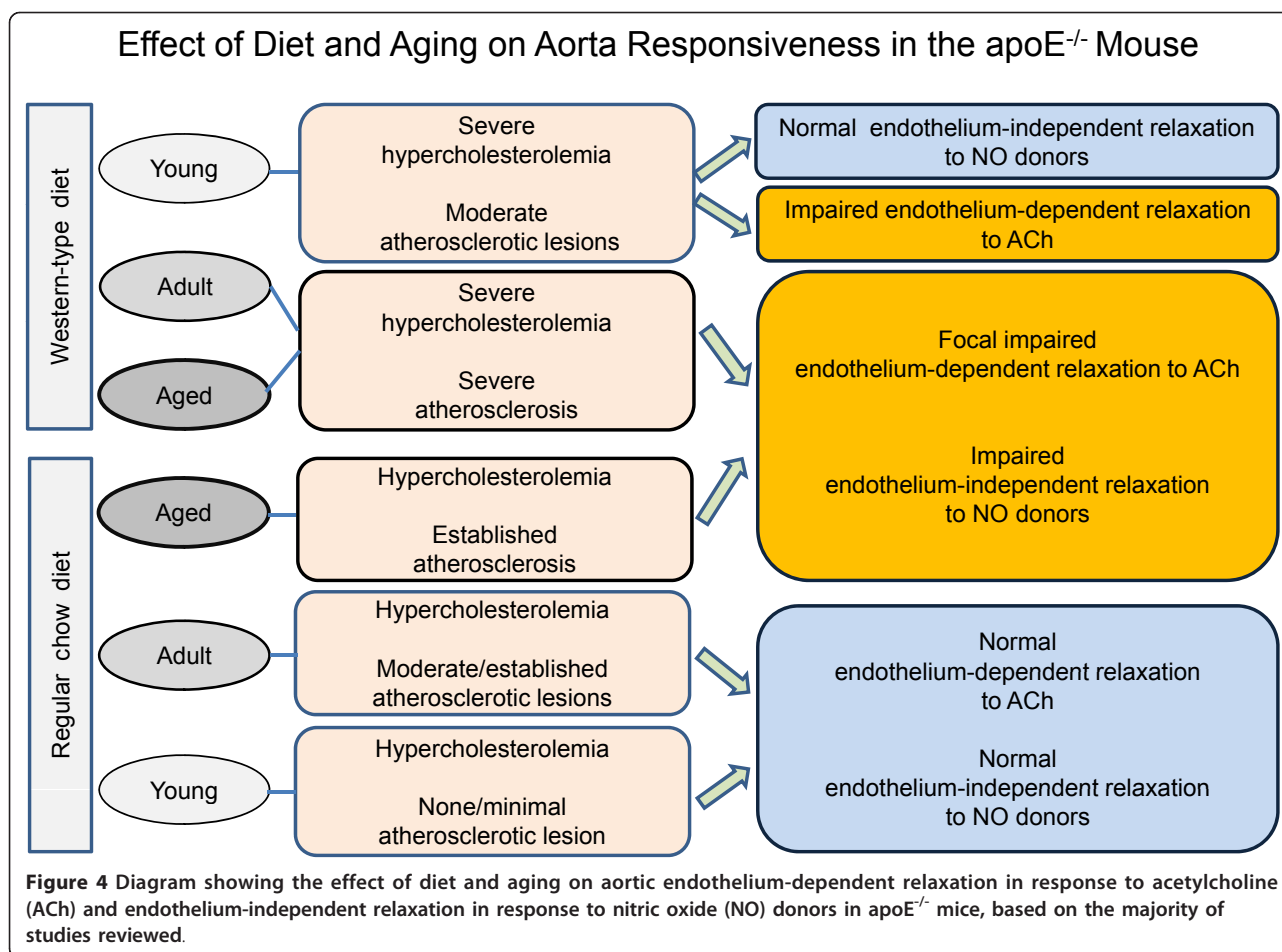 Effect of Diet and Aging on Aorta Responsiveness in the apoE-/- Mouse
Western-type diet
Young
Severe
hypercholesterolemia
Moderate
atherosclerotic lesions
Normal endothelium-independent relaxation
to NO donors
Impaired endothelium-dependent relaxation
to ACh
Adult
Aged
Severe
hypercholesterolemia
Severe
atherosclerosis
Focal impaired
endothelium-dependent relaxation to ACh
Impaired
endothelium-independent relaxation
to NO donors
Regular chow diet
Aged
Hypercholesterolemia
Established
atherosclerosis
Adult
Hypercholesterolemia
Moderate/established
atherosclerotic lesions
Young
Hypercholesterolemia
None/minimal
atherosclerotic lesion
Normal
endothelium-dependent relaxation
to ACh
Normal
endothelium-independent relaxation
to NO donors
Figure 4 Diagram showing the effect of diet and aging on aortic endothelium-dependent relaxation in response to acetylcholine
(ACh) and endothelium-independent relaxation in response to nitric oxide (NO) donors in apoE-/- mice, based on the majority of
studies reviewed.